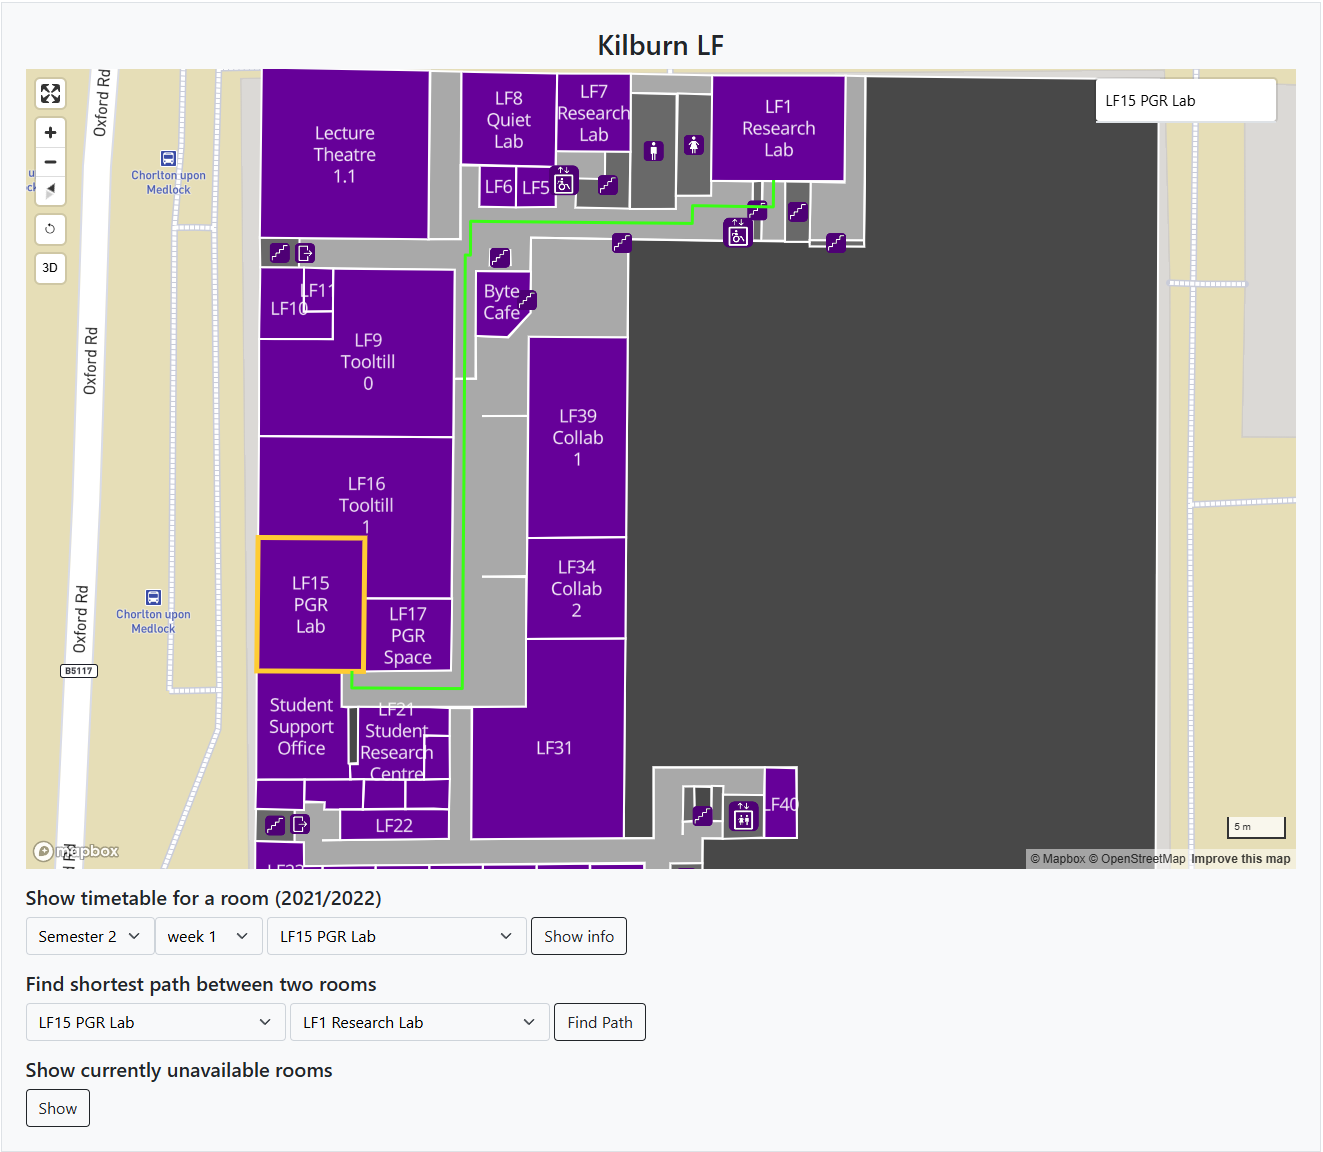 Kilburn LF
LF15 PGR Lab
Oxford Rd
Lecture
Theatre
1.1
LF8
Quiet
Lab
LF7
Research
Lab
LF1
Research
Lab
Chorlton upon
Medlock
LF6
LF5
3D
LF11
LF10
Byte
Cafe
LF9
Tooltill
0
Oxford Rd
LF39
Collab
1
LF16
Tooltill
1
LF15
PGR
Lab
LF34
Collab
2
LF17
PGR
Space
Chorlton upon
Medlock
Oxford Rd
B5117
Student
Support
Office
LF21
Student
Research
Centre
LF31
LF40
LF22
5 m
mapbox
Rd
© Mapbox © OpenStreetMap Improve this map
Show timetable for a room (2021/2022)
Semester 2 week 1 LF15 PGR Lab Show info
Find shortest path between two rooms
LF15 PGR Lab LF1 Research Lab Find Path
Show currently unavailable rooms
Show